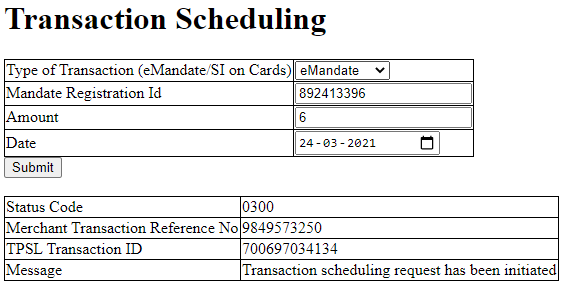 Transaction Scheduling
Type of Transaction (eMandate/SI on Cards) eMandate
Mandate Registration Id 892413396
Amount 6
Date 24-03-2021
Submit
Status Code 0300
Merchant Transaction Reference No 9849573250
TPSL Transaction ID 700697034134
Message Transaction scheduling request has been initiated